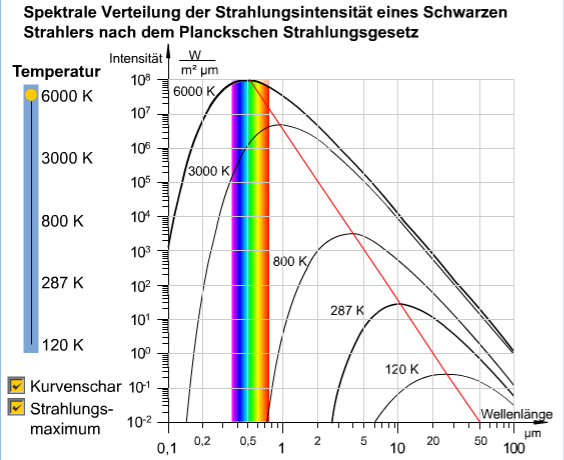 Spektrale Verteilung der Strahlungsintensität eines Schwarzen
Strahlers nach dem Planckschen Strahlungsgesetz
Intensität
W
m² µm
Temperatur
6000 K
3000 K
800 K
287 K
120 K
Kurvenschar
Strahlungs-
maximum
10⁸
10⁷
10⁶
10⁵
10⁴
10³
10²
10¹
10⁰
10⁻¹
10⁻²
6000 K
3000 K
800 K
287 K
120 K
Wellenlänge
µm
0,1 0,2 0,5 1 2 5 10 20 50 100